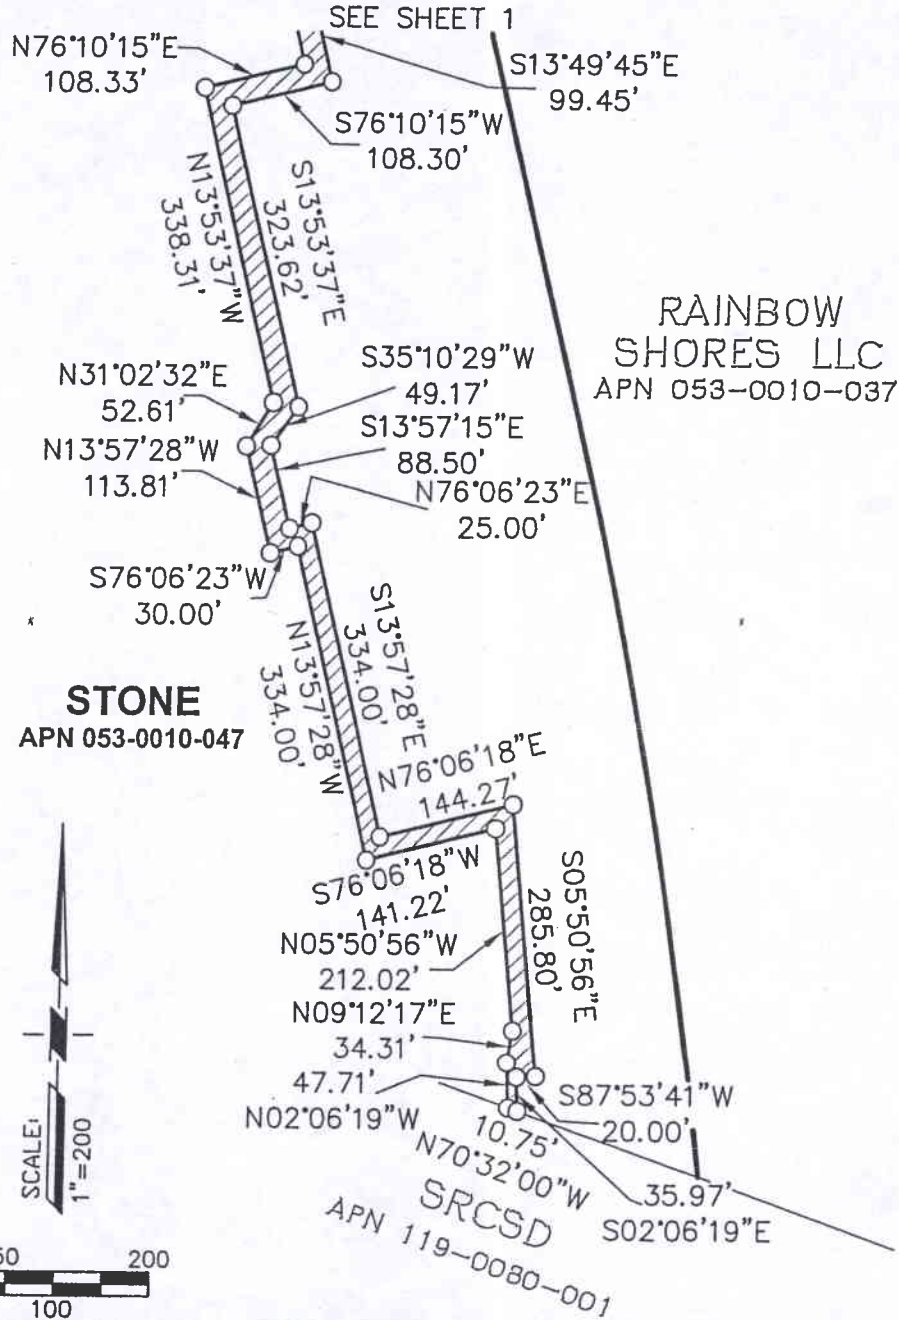 SEE SHEET 1
N76°10'15"E
108.33'
S13°49'45"E
99.45'
S76°10'15"W
108.30'
N13°53'37"W
338.31'
S13°53'37"E
323.62'
RAINBOW
SHORES LLC
APN 053-0010-037
N31°02'32"E
52.61'
S35°10'29"W
49.17'
N13°57'28"W
113.81'
S13°57'15"E
88.50'
N76°06'23"E
25.00'
S76°06'23"W
30.00'
S13°57'28"E
334.00'
N13°57'28"W
334.00'
STONE
APN 053-0010-047
N76°06'18"E
144.27'
S76°06'18"W
141.22'
S05°50'56"E
285.80'
N05°50'56"W
212.02'
N09°12'17"E
34.31'
47.71'
N02°06'19"W
S87°53'41"W
20.00'
10.75'
N70°32'00"W
35.97'
S02°06'19"E
SRCSD
APN 119-0080-001
SCALE:
1"=200
200
100